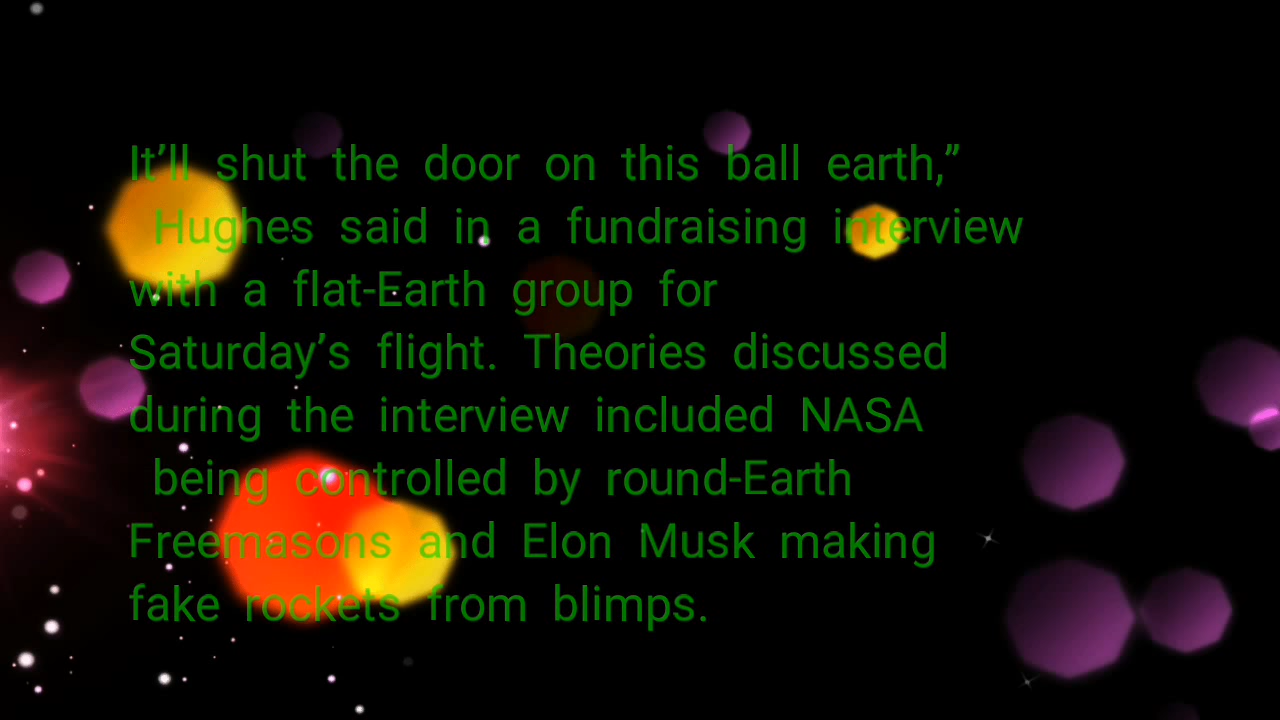 It’ll shut the door on this ball earth,”
Hughes said in a fundraising interview
with a flat-Earth group for
Saturday’s flight. Theories discussed
during the interview included NASA
being controlled by round-Earth
Freemasons and Elon Musk making
fake rockets from blimps.